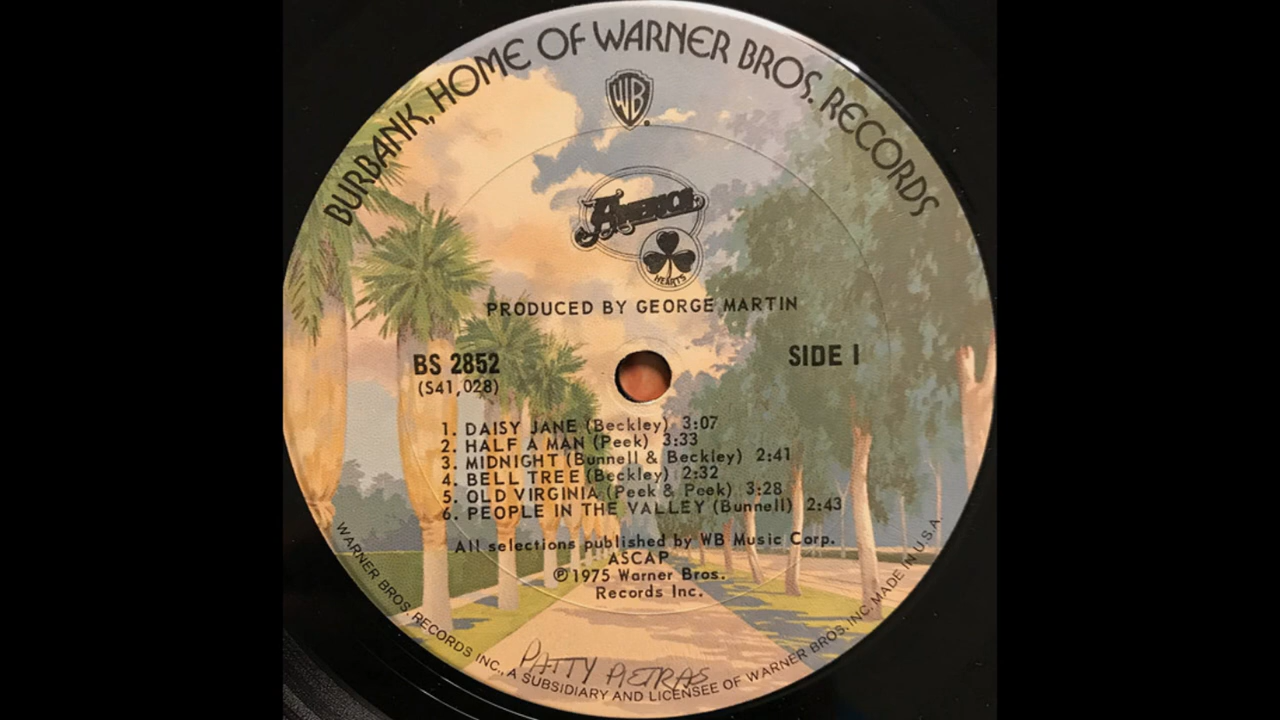 BURBANK, HOME OF WARNER BROS. RECORDS
WB
AMERICA
HEARTS
PRODUCED BY GEORGE MARTIN
BS 2852
(S41,028)
SIDE 1
1. DAISY JANE (Beckley) 3:07
2. HALF A MAN (Peek) 3:33
3. MIDNIGHT (Bunnell & Beckley) 2:41
4. BELL TREE (Beckley) 2:32
5. OLD VIRGINIA (Peek & Peek) 3:28
6. PEOPLE IN THE VALLEY (Bunnell) 2:43
All selections published by WB Music Corp.
ASCAP
℗1975 Warner Bros.
Records Inc.
PATTY PIETRAS
WARNER BROS. RECORDS INC., A SUBSIDIARY AND LICENSEE OF WARNER BROS. INC. MADE IN U.S.A.